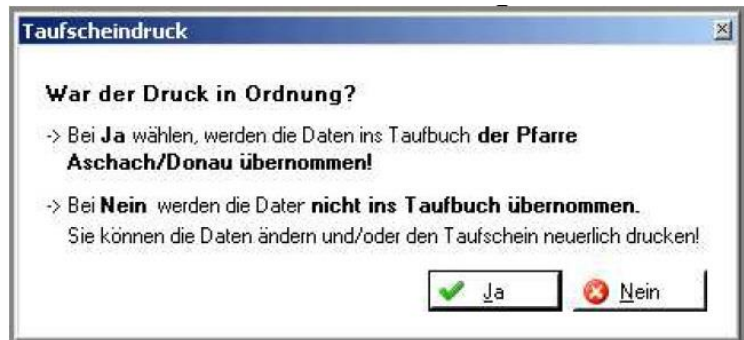 Taufscheindruck
War der Druck in Ordnung?
-> Bei Ja wählen, werden die Daten ins Taufbuch der Pfarre
Aschach/Donau übernommen!
-> Bei Nein werden die Dater nicht ins Taufbuch übernommen.
Sie können die Daten ändern und/oder den Taufschein neuerlich drucken!
Ja
Nein